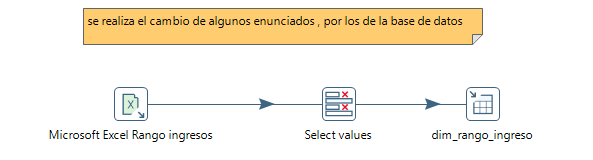 se realiza el cambio de algunos enunciados , por los de la base de datos
Microsoft Excel Rango ingresos
Select values
dim_rango_ingreso